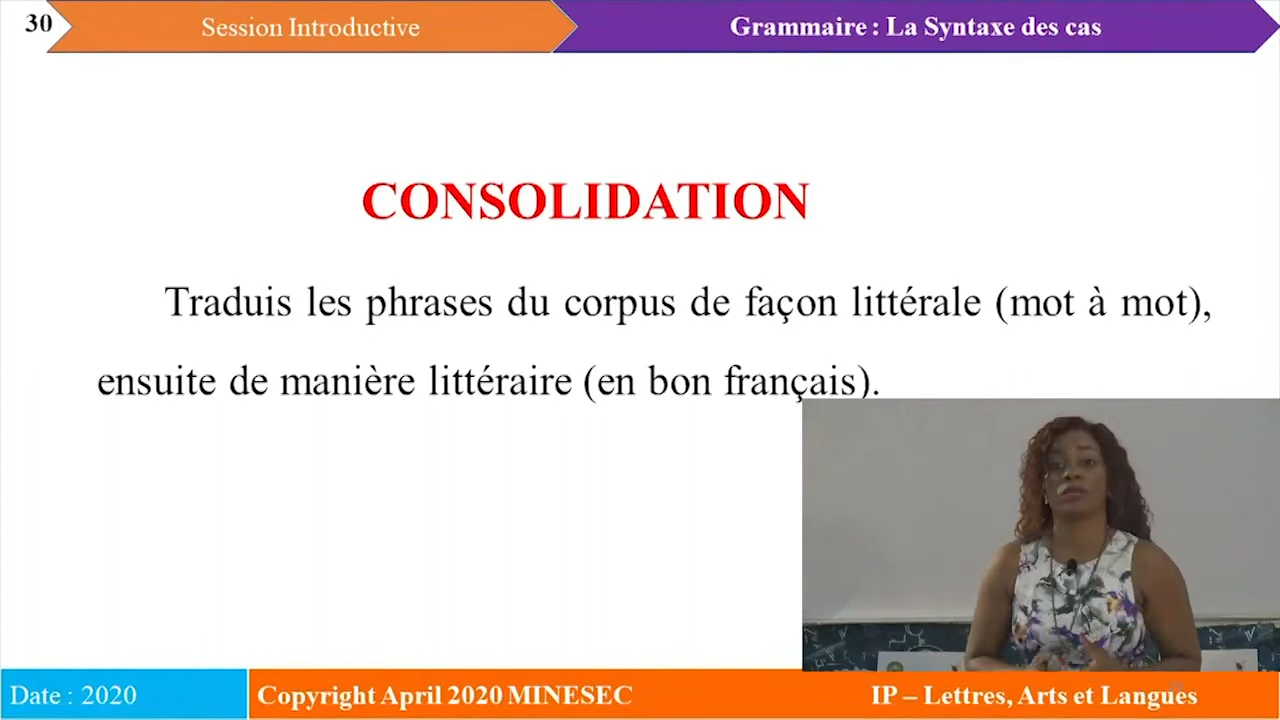 30
Session Introductive
Grammaire : La Syntaxe des cas
CONSOLIDATION
Traduis les phrases du corpus de façon littérale (mot à mot),
ensuite de manière littéraire (en bon français).
Date : 2020
Copyright April 2020 MINESEC
IP – Lettres, Arts et Langues